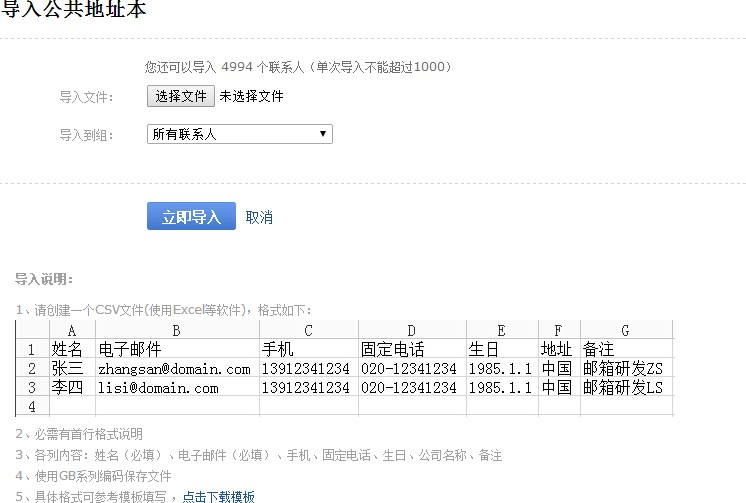 导入公共地址本
您还可以导入 4994 个联系人（单次导入不能超过1000）
导入文件： 选择文件 未选择文件
导入到组： 所有联系人
立即导入 取消
导入说明：
1、请创建一个CSV文件(使用Excel等软件)，格式如下：
A B C D E F G
1 姓名 电子邮件 手机 固定电话 生日 地址 备注
2 张三 zhangsan@domain.com 13912341234 020-12341234 1985.1.1 中国 邮箱研发ZS
3 李四 lisi@domain.com 13912341234 020-12341234 1985.1.1 中国 邮箱研发LS
4
2、必需有首行格式说明
3、各列内容：姓名（必填）、电子邮件（必填）、手机、固定电话、生日、公司名称、备注
4、使用GB系列编码保存文件
5、具体格式可参考模板填写 ，点击下载模板